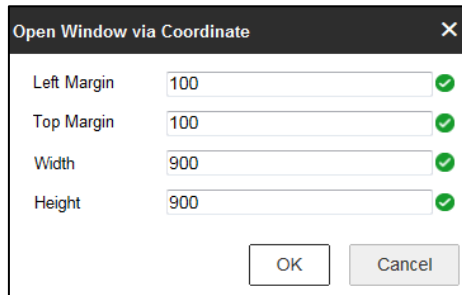 Open Window via Coordinate
Left Margin 100
Top Margin 100
Width 900
Height 900
OK Cancel